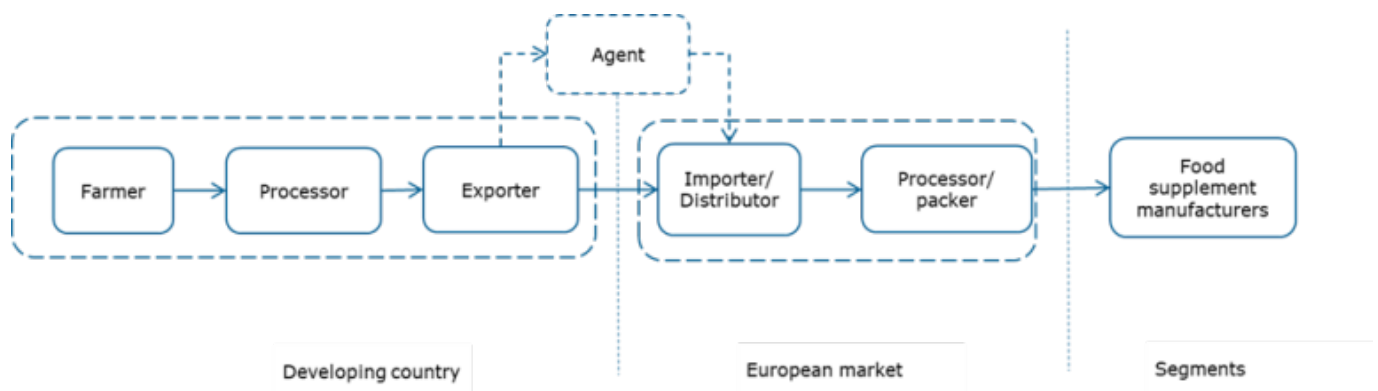 Agent
Farmer
Processor
Exporter
Importer/
Distributor
Processor/
packer
Food
supplement
manufacturers
Developing country
European market
Segments